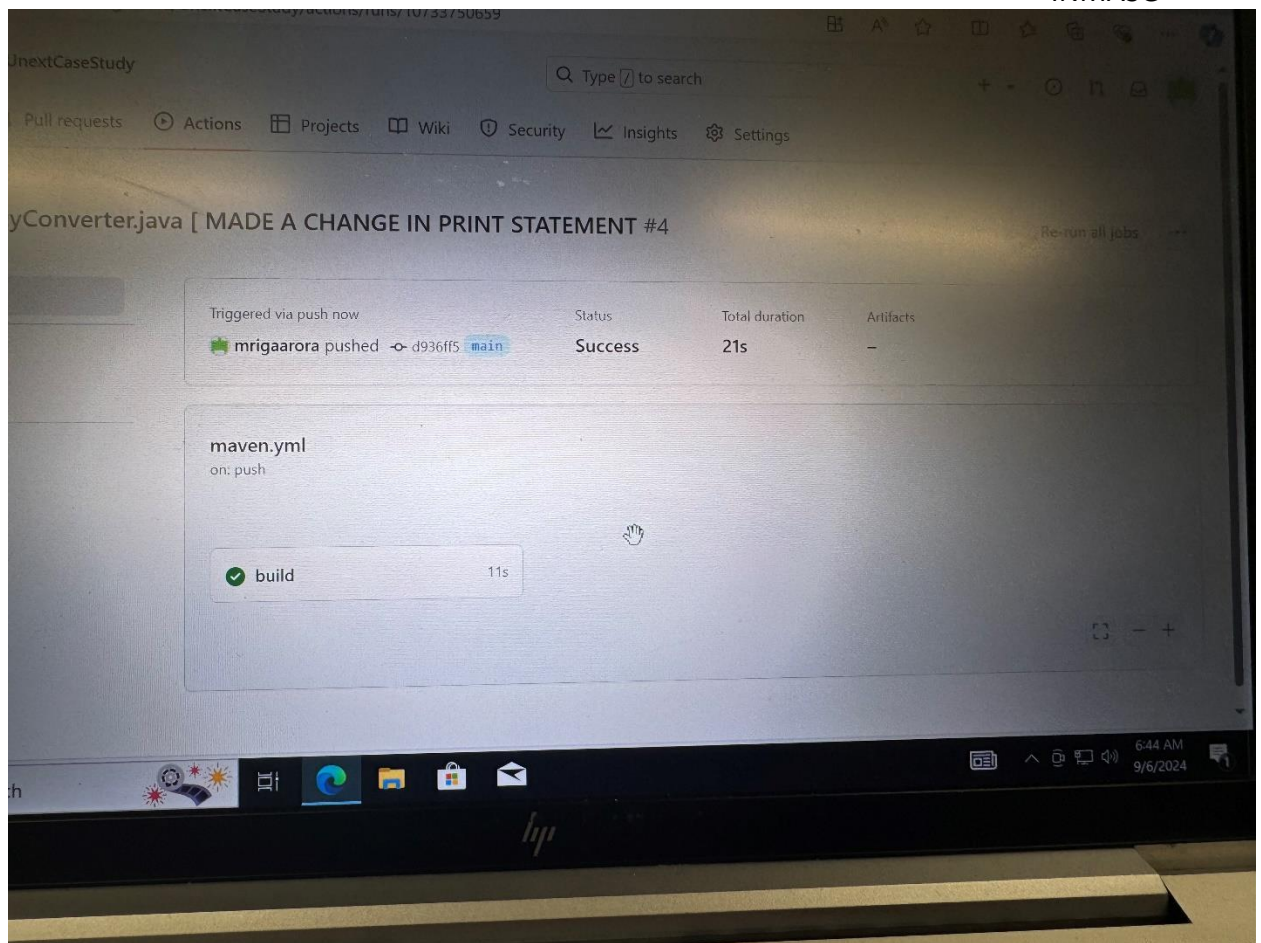 10733750659
UnextCaseStudy
Type / to search
Pull requests Actions Projects Wiki Security Insights Settings
yConverter.java [ MADE A CHANGE IN PRINT STATEMENT #4
Re-run all jobs
Triggered via push now Status Total duration Artifacts
mrigaarora pushed d936ff5 main Success 21s –
maven.yml
on: push
build 11s
6:44 AM
9/6/2024
hp